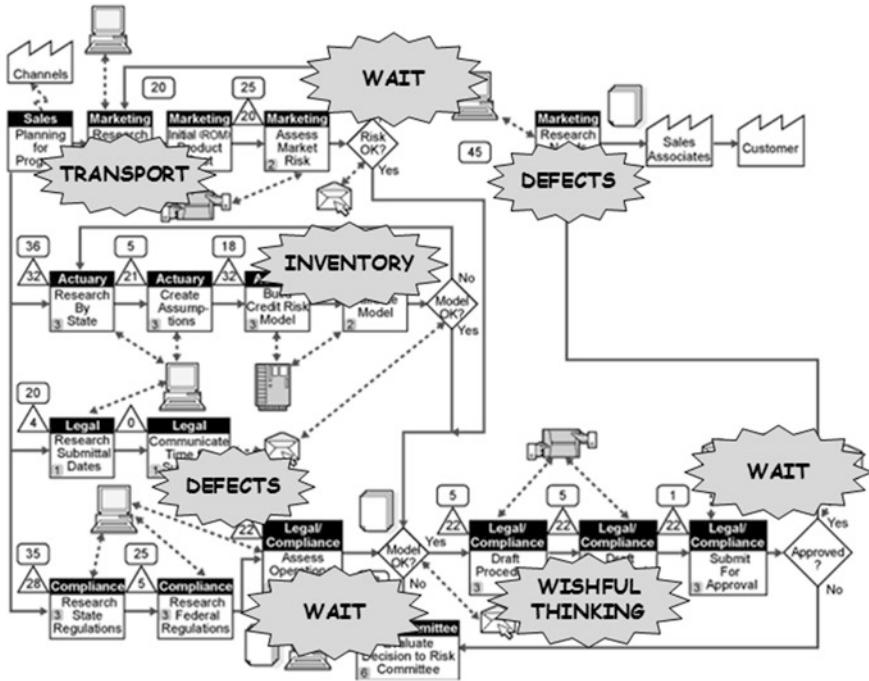 Channels
20
25
20
WAIT
Sales
Planning
for
Marketing
Marketing
Initial (ROM)
Product
Marketing
Assess
Market
Risk
2
Risk
OK?
Yes
TRANSPORT
45
Marketing
Research
DEFECTS
Sales
Associates
Customer
36
32
5
21
18
32
INVENTORY
Actuary
Research
By
State
3
Actuary
Create
Assump-
tions
3
Credit Risk
Model
3
Model
2
No
Model
OK?
Yes
20
4
0
Legal
Research
Submittal
Dates
1
Legal
Communicate
Time
1
DEFECTS
WAIT
35
28
25
5
22
Compliance
Research
State
Regulations
3
Compliance
Research
Federal
Regulations
3
Legal/
Compliance
Assess
WAIT
Model
OK?
Yes
No
5
22
5
22
1
22
Legal/
Compliance
Draft
Legal/
Compliance
Legal/
Compliance
Submit
For
Approval
3
3
WISHFUL
THINKING
Yes
Approved
?
No
Evaluate
Decision to Risk
Committee
6